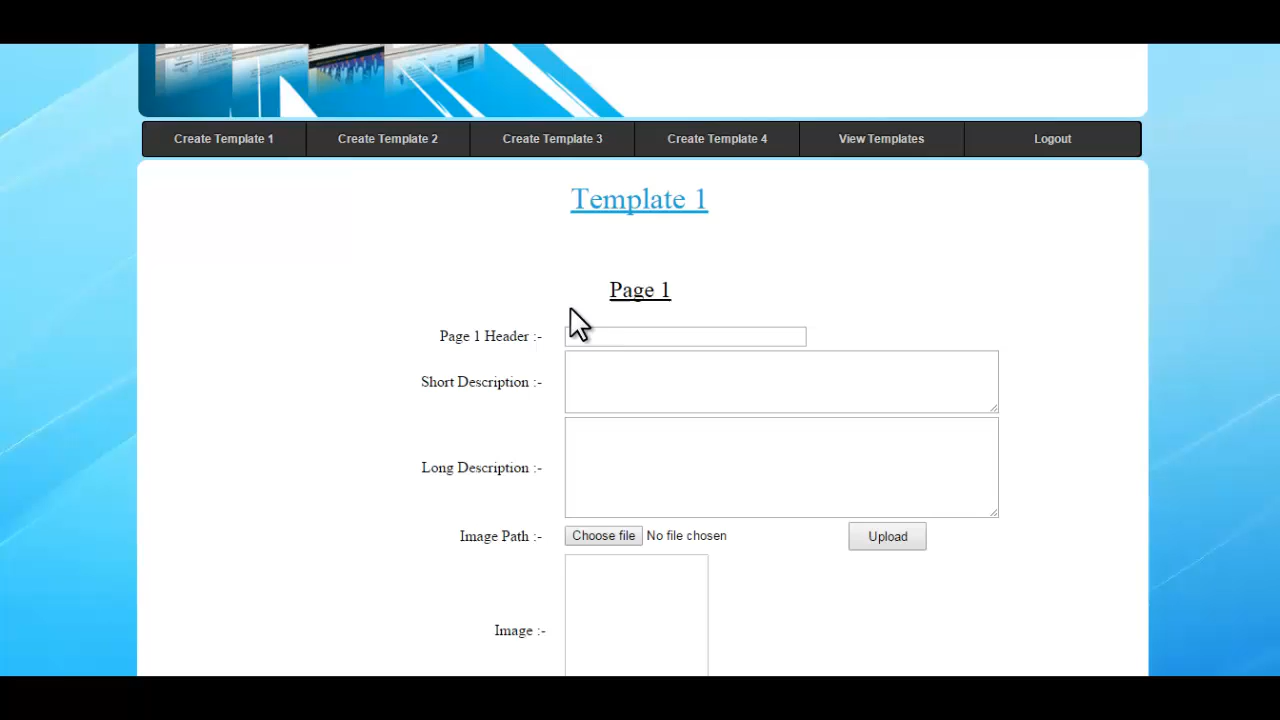 Create Template 1 Create Template 2 Create Template 3 Create Template 4 View Templates Logout
Template 1
Page 1
Page 1 Header :-
Short Description :-
Long Description :-
Image Path :- Choose file No file chosen Upload
Image :-